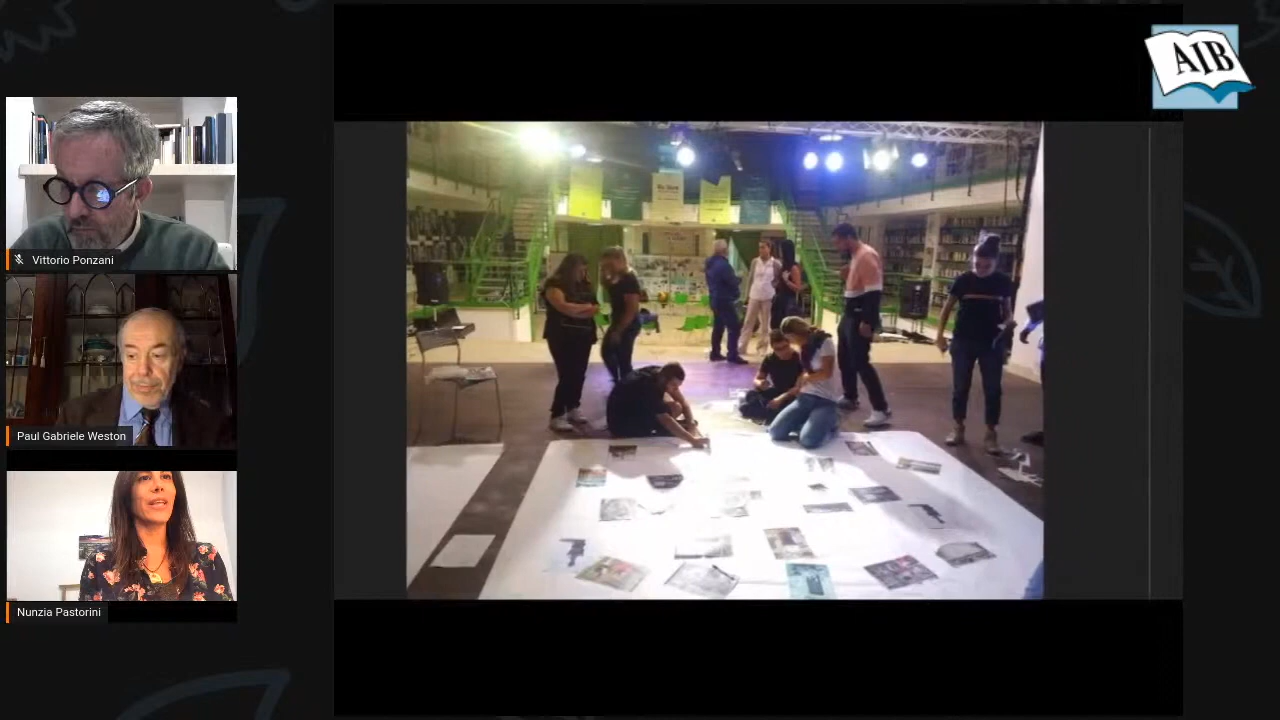 AIB
Vittorio Ponzani
Paul Gabriele Weston
Nunzia Pastorini